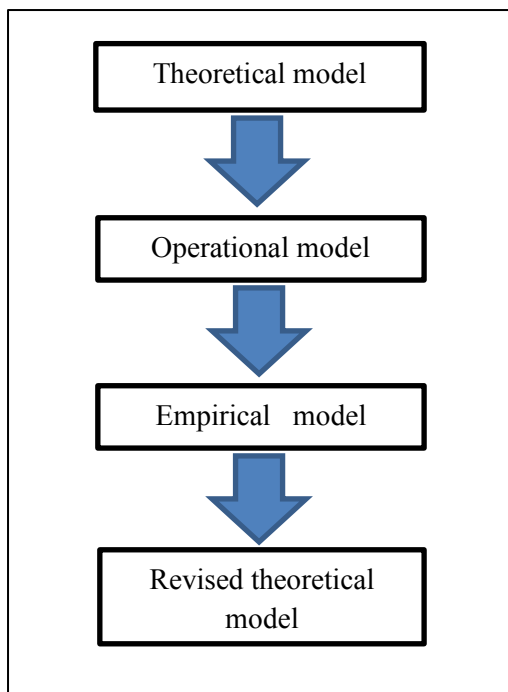 Theoretical model
Operational model
Empirical model
Revised theoretical
model